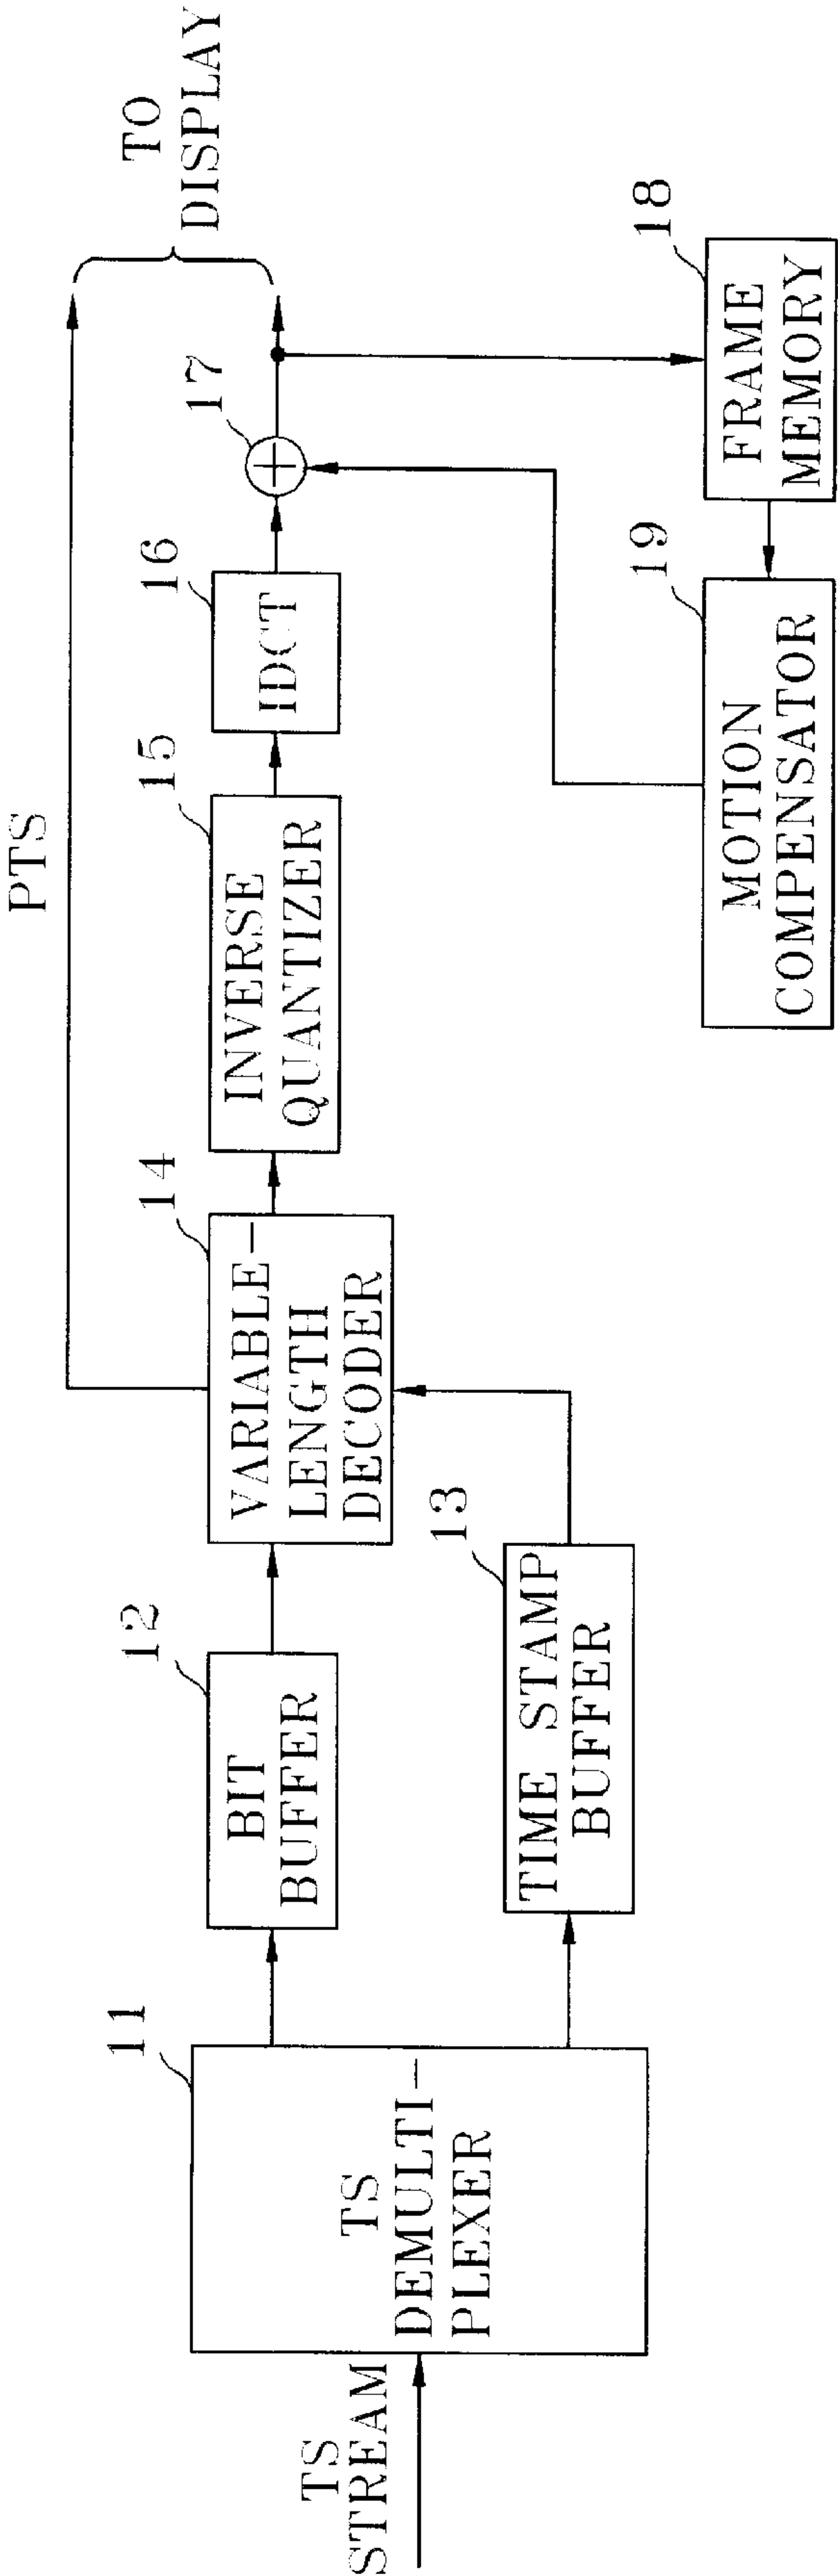 TS
STREAM
11
TS
DEMULTI-
PLEXER
12
BIT
BUFFER
13
TIME STAMP
BUFFER
14
VARIABLE-
LENGTH
DECODER
PTS
15
INVERSE
QUANTIZER
16
IDCT
17
TO
DISPLAY
18
FRAME
MEMORY
19
MOTION
COMPENSATOR